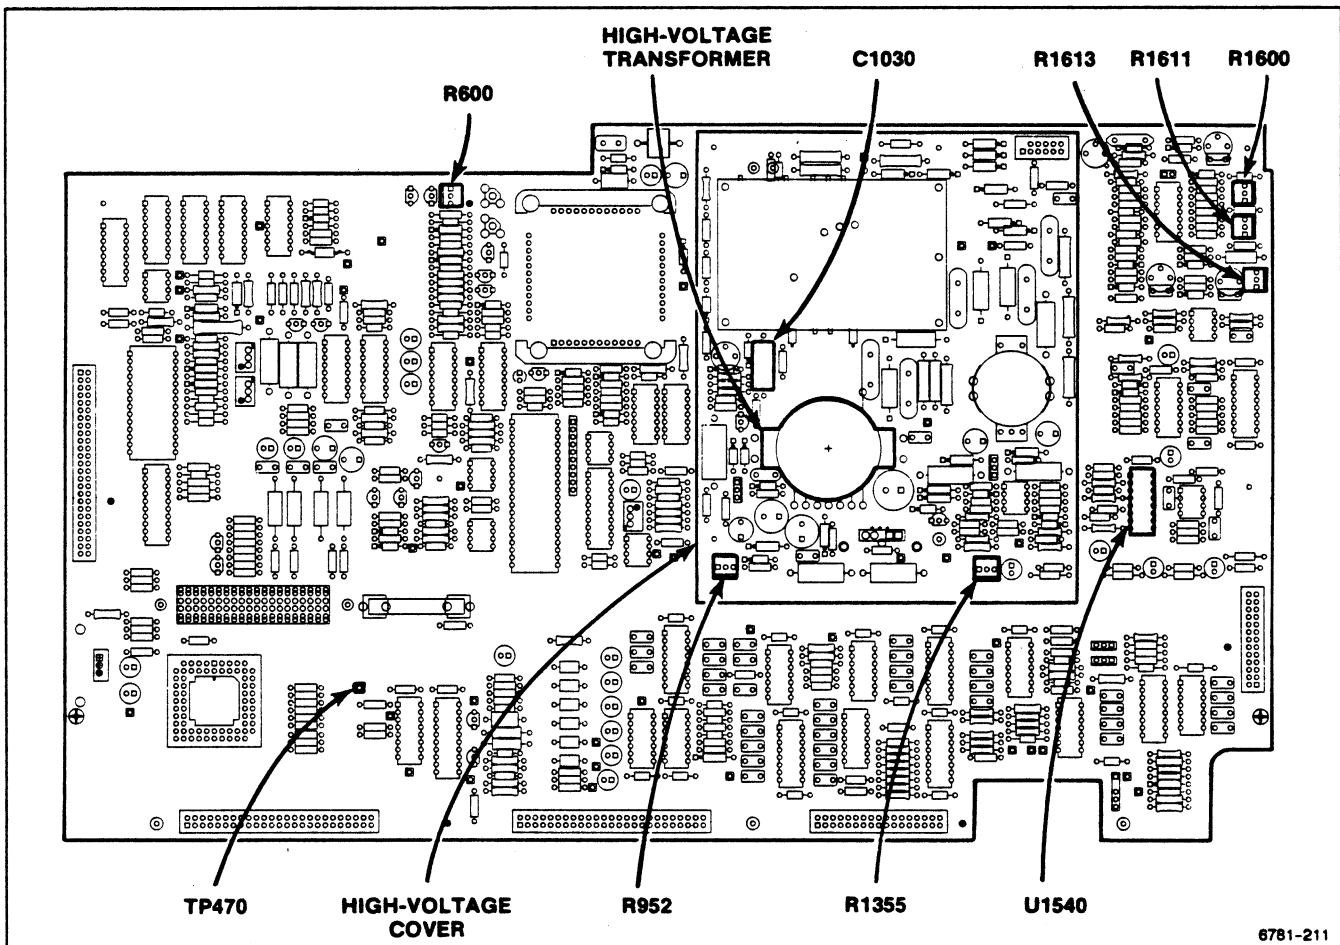 HIGH-VOLTAGE
TRANSFORMER
C1030
R1613
R1611
R1600
R600
TP470
HIGH-VOLTAGE
COVER
R952
R1355
U1540
6781-211